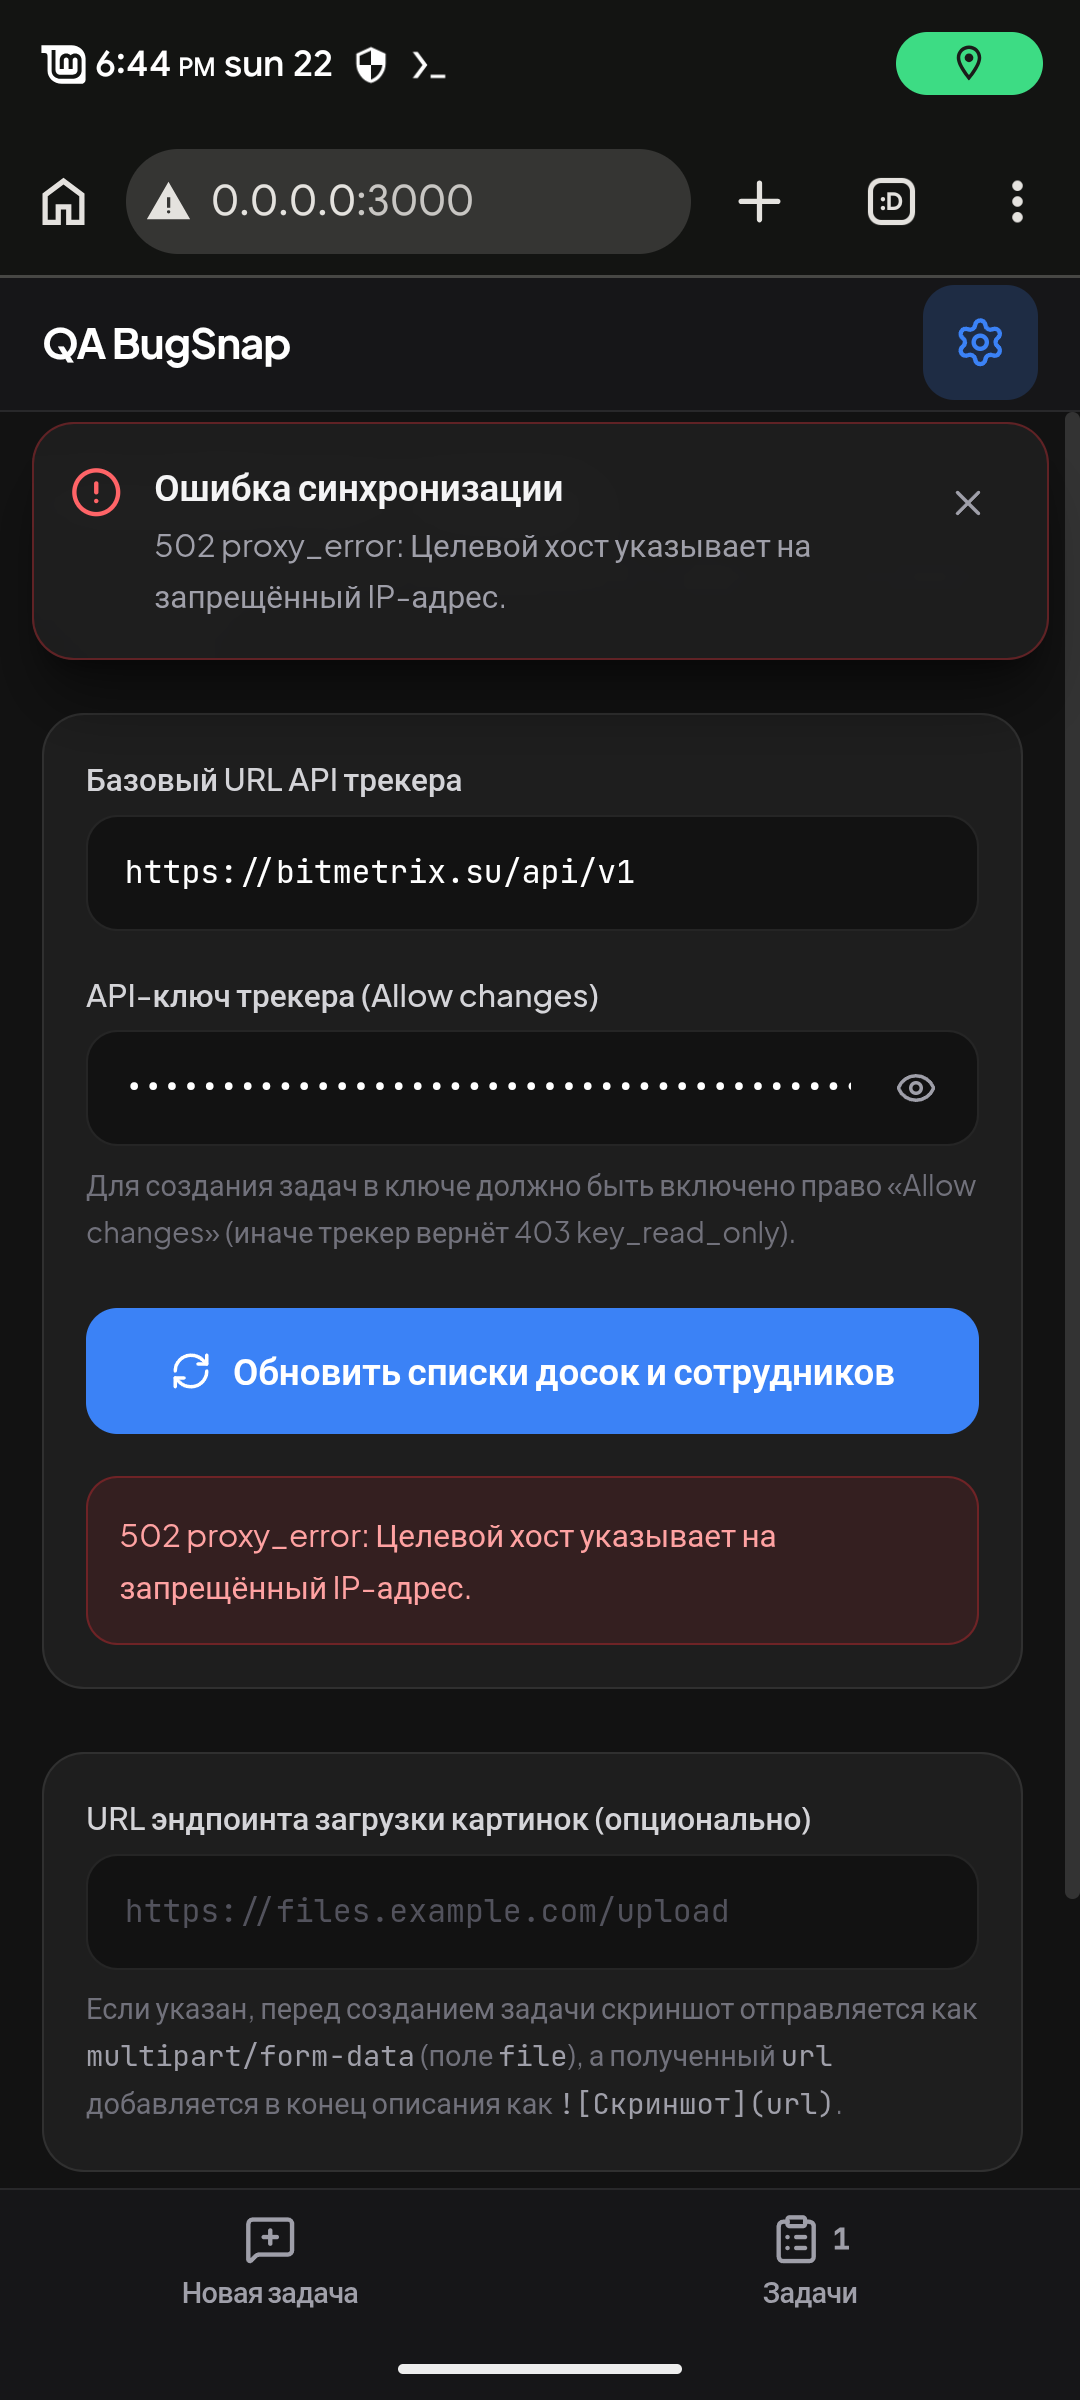 6:44 PM sun 22
0.0.0.0:3000
:D
QA BugSnap
Ошибка синхронизации
502 proxy_error: Целевой хост указывает на
запрещённый IP-адрес.
Базовый URL API трекера
https://bitmetrix.su/api/v1
API-ключ трекера (Allow changes)
Для создания задач в ключе должно быть включено право «Allow
changes» (иначе трекер вернёт 403 key_read_only).
Обновить списки досок и сотрудников
502 proxy_error: Целевой хост указывает на
запрещённый IP-адрес.
URL эндпоинта загрузки картинок (опционально)
https://files.example.com/upload
Если указан, перед созданием задачи скриншот отправляется как
multipart/form-data (поле file), а полученный url
добавляется в конец описания как ![Скриншот](url).
Новая задача
1
Задачи